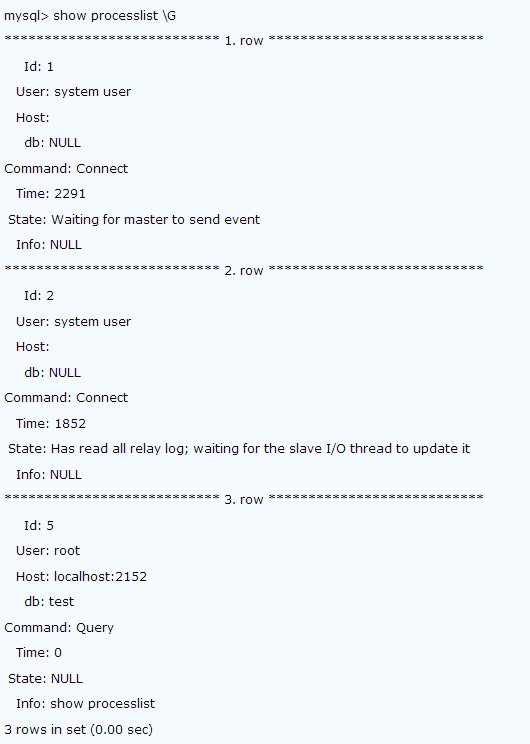 mysql> show processlist \G
*************************** 1. row ***************************
Id: 1
User: system user
Host:
db: NULL
Command: Connect
Time: 2291
State: Waiting for master to send event
Info: NULL
*************************** 2. row ***************************
Id: 2
User: system user
Host:
db: NULL
Command: Connect
Time: 1852
State: Has read all relay log; waiting for the slave I/O thread to update it
Info: NULL
*************************** 3. row ***************************
Id: 5
User: root
Host: localhost:2152
db: test
Command: Query
Time: 0
State: NULL
Info: show processlist
3 rows in set (0.00 sec)